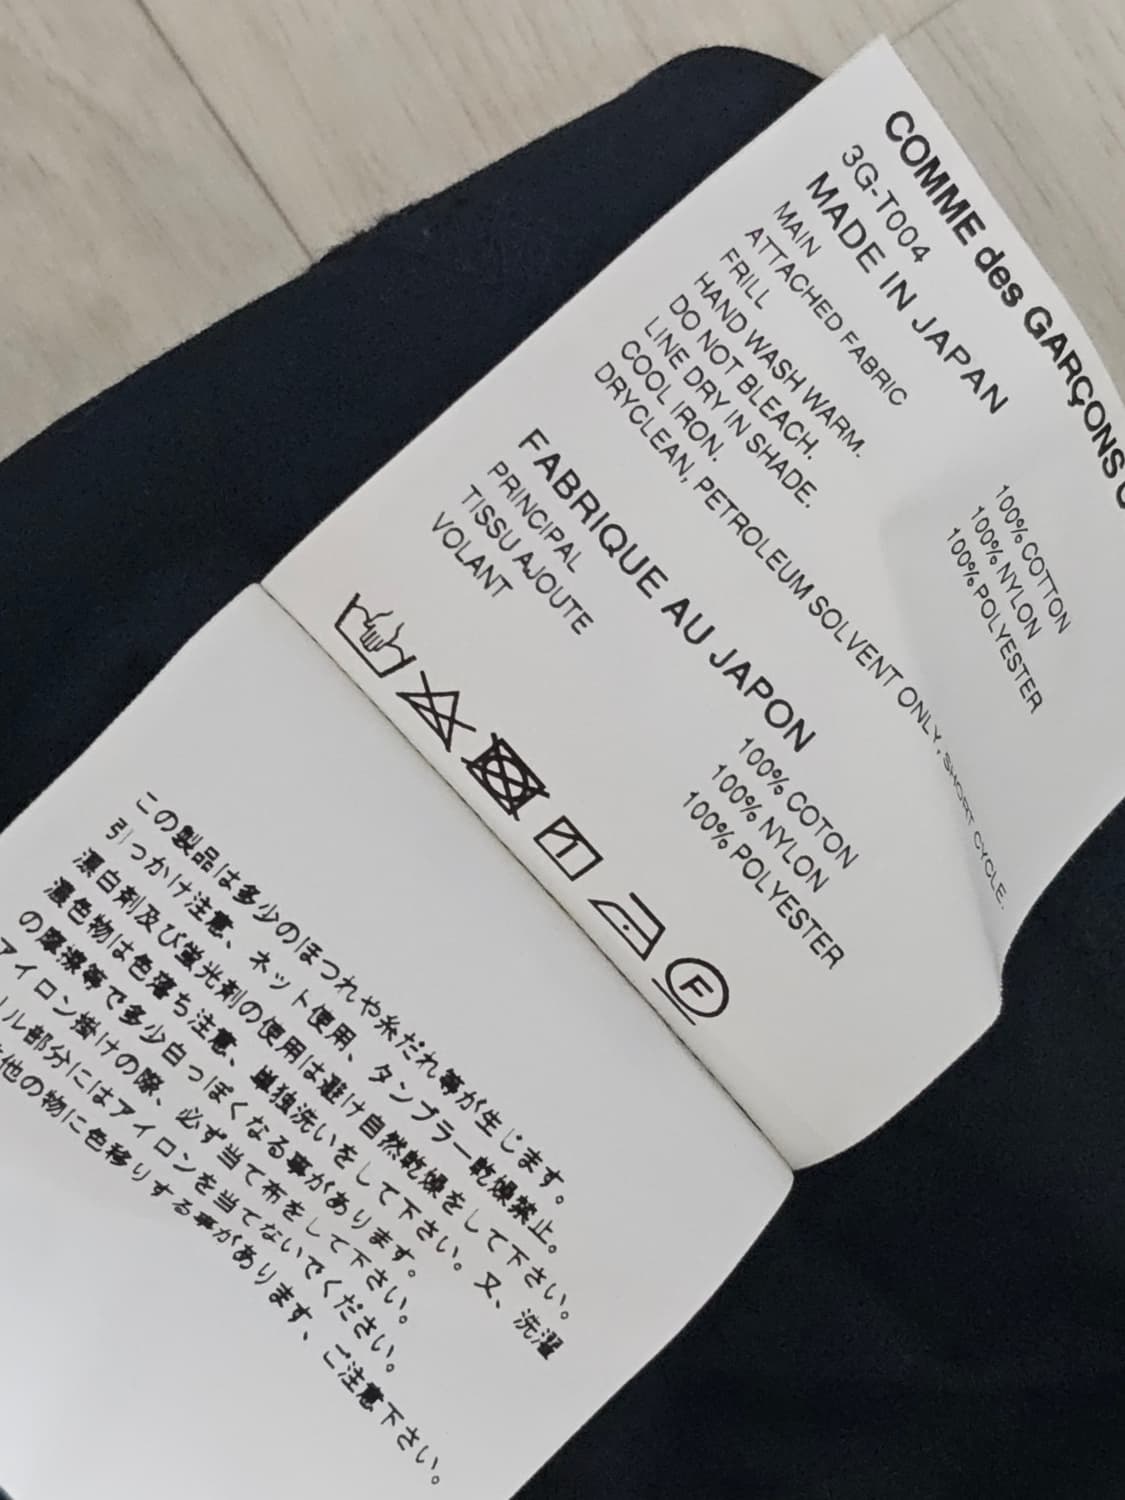 COMME des GARÇONS
3G-T004
MADE IN JAPAN
MAIN 100% COTTON
ATTACHED FABRIC 100% NYLON
FRILL 100% POLYESTER
HAND WASH WARM.
DO NOT BLEACH.
LINE DRY IN SHADE.
COOL IRON.
DRYCLEAN, PETROLEUM SOLVENT ONLY, SHORT CYCLE.
FABRIQUE AU JAPON
PRINCIPAL 100% COTON
TISSU AJOUTE 100% NYLON
VOLANT 100% POLYESTER
F
この製品は多少のほつれや糸だれ等が生じます。
引っかけ注意、ネット使用、タンブラー乾燥禁止。
漂白剤及び蛍光剤の使用は避け自然乾燥をして下さい。
濃色物は色落ち注意、単独洗いをして下さい。又、洗濯
の摩擦等で多少白っぽくなる事があります。
アイロン掛けの際、必ず当て布をして下さい。
ル部分にはアイロンを当てないでください。
他の物に色移りする事があります、ご注意下さい。